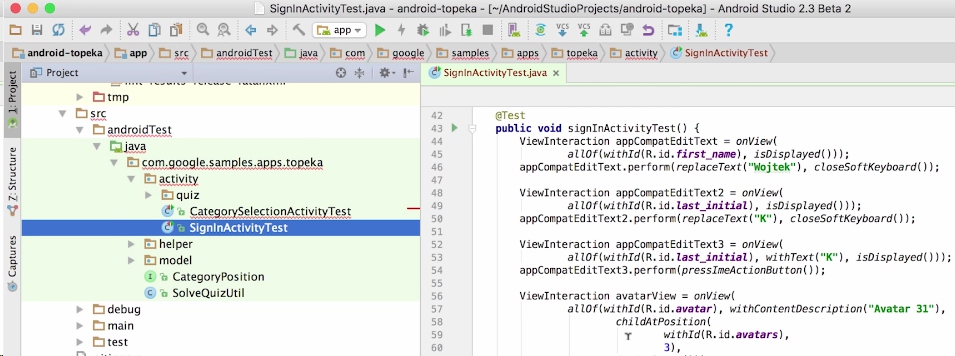 SignInActivityTest.java - android-topeka - [~/AndroidStudioProjects/android-topeka] - Android Studio 2.3 Beta 2
app
VCS VCS
android-topeka app src androidTest java com google samples apps topeka activity SignInActivityTest
Project
SignInActivityTest.java
1: Project
Z: Structure
Captures
tmp
src
androidTest
java
com.google.samples.apps.topeka
activity
quiz
CategorySelectionActivityTest
SignInActivityTest
helper
model
CategoryPosition
SolveQuizUtil
debug
main
test
42 @Test
43 public void signInActivityTest() {
44 ViewInteraction appCompatEditText = onView(
45 allOf(withId(R.id.first_name), isDisplayed()));
46 appCompatEditText.perform(replaceText("Wojtek"), closeSoftKeyboard());
47
48 ViewInteraction appCompatEditText2 = onView(
49 allOf(withId(R.id.last_initial), isDisplayed()));
50 appCompatEditText2.perform(replaceText("K"), closeSoftKeyboard());
51
52 ViewInteraction appCompatEditText3 = onView(
53 allOf(withId(R.id.last_initial), withText("K"), isDisplayed()));
54 appCompatEditText3.perform(pressImeActionButton());
55
56 ViewInteraction avatarView = onView(
57 allOf(withId(R.id.avatar), withContentDescription("Avatar 31"),
58 childAtPosition(
59 withId(R.id.avatars),
60 3),